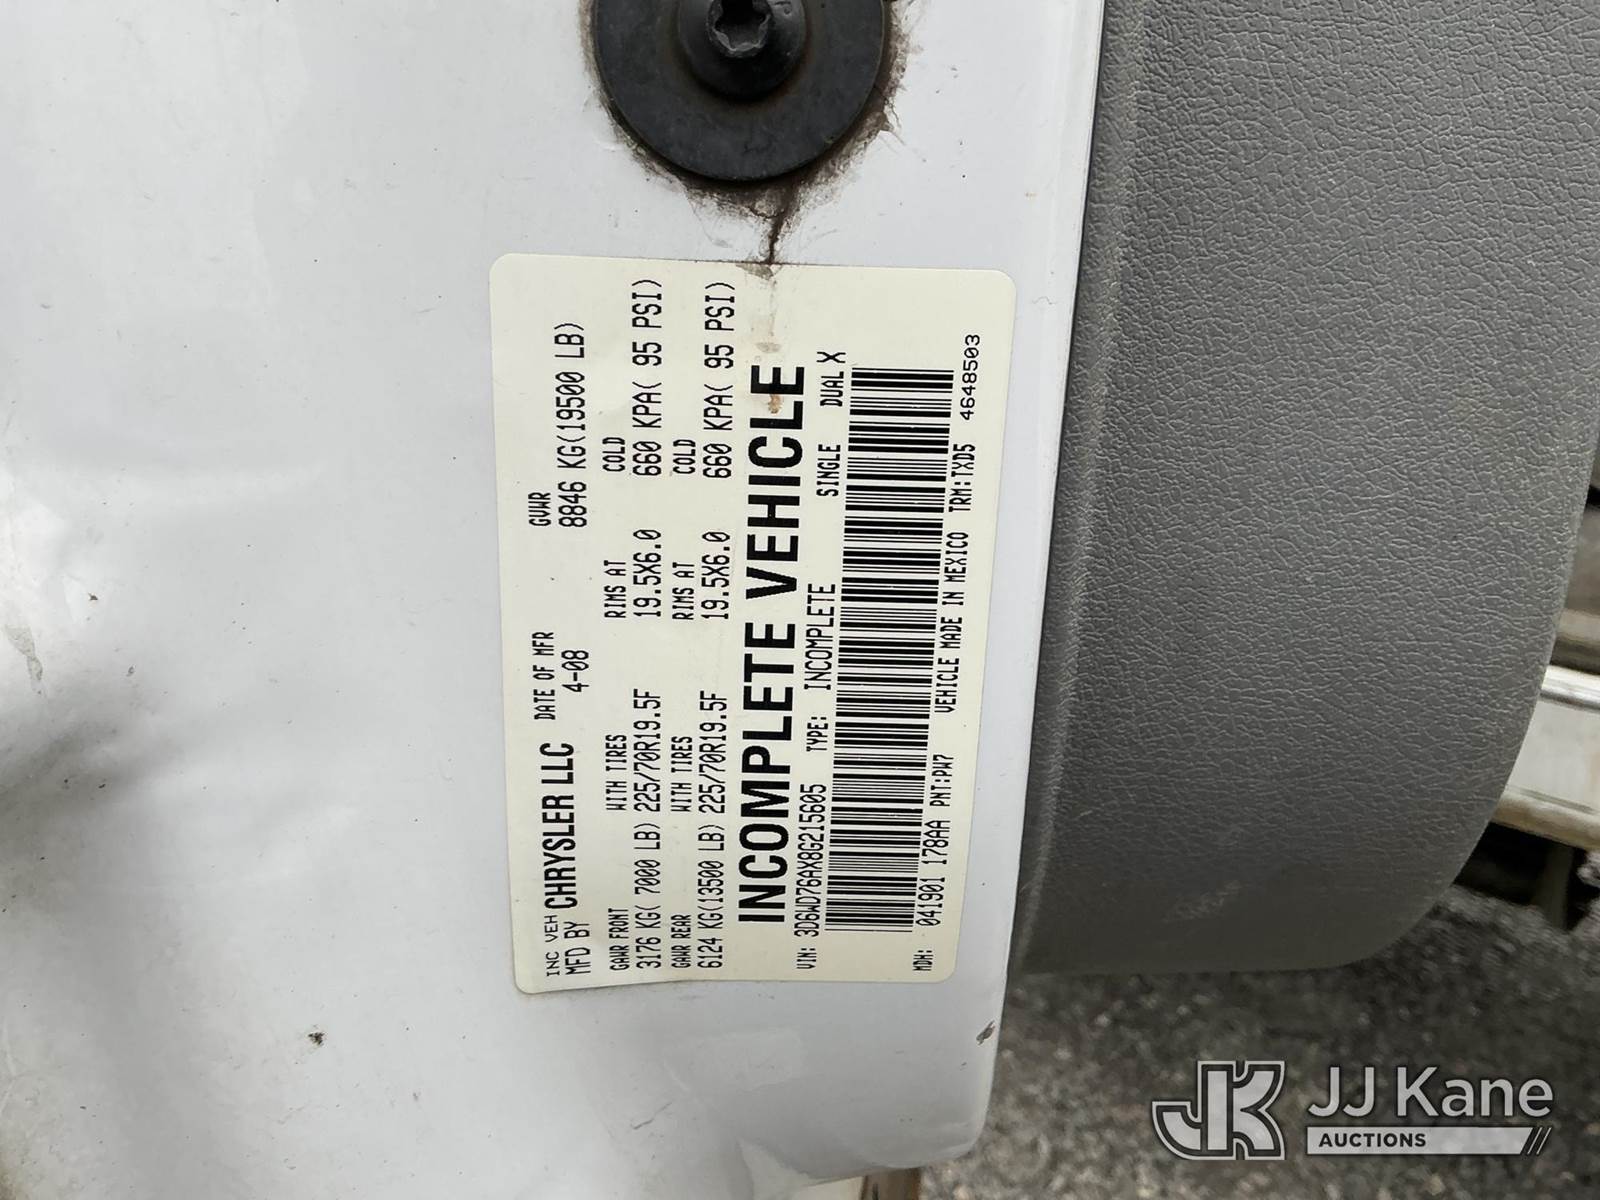 INC VEH
MFD BY CHRYSLER LLC DATE OF MFR GVWR
4-08 8846 KG(19500 LB)
GAWR FRONT WITH TIRES RIMS AT COLD
3176 KG( 7000 LB) 225/70R19.5F 19.5X6.0 660 KPA( 95 PSI)
GAWR REAR WITH TIRES RIMS AT COLD
6124 KG(13500 LB) 225/70R19.5F 19.5X6.0 660 KPA( 95 PSI)
INCOMPLETE VEHICLE
VIN: 3D6WD76AX8G215605 TYPE: INCOMPLETE SINGLE DUAL X
MDH: 041901 178AA PNT:PW7 VEHICLE MADE IN MEXICO TRM:TXD5 4648503
JK JJ Kane
AUCTIONS